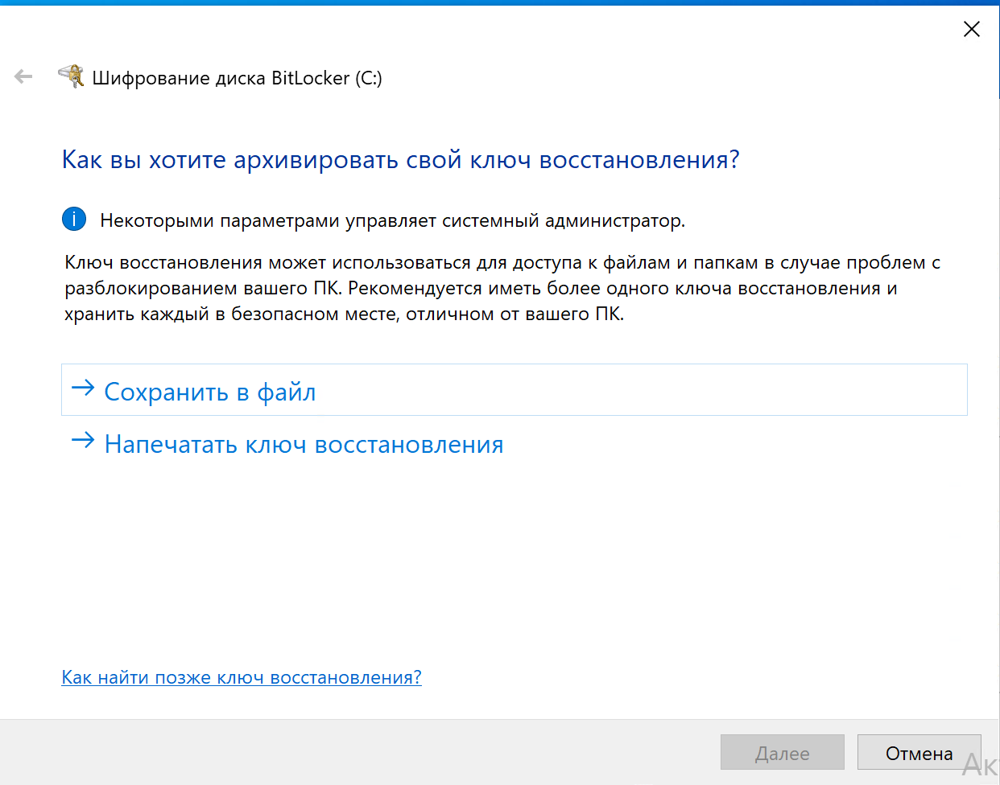 Шифрование диска BitLocker (C:)
Как вы хотите архивировать свой ключ восстановления?
Некоторыми параметрами управляет системный администратор.
Ключ восстановления может использоваться для доступа к файлам и папкам в случае проблем с
разблокированием вашего ПК. Рекомендуется иметь более одного ключа восстановления и
хранить каждый в безопасном месте, отличном от вашего ПК.
Сохранить в файл
Напечатать ключ восстановления
Как найти позже ключ восстановления?
Далее
Отмена